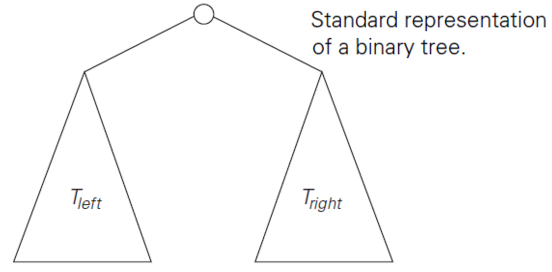 Standard representation
of a binary tree.
Tleft
Tright